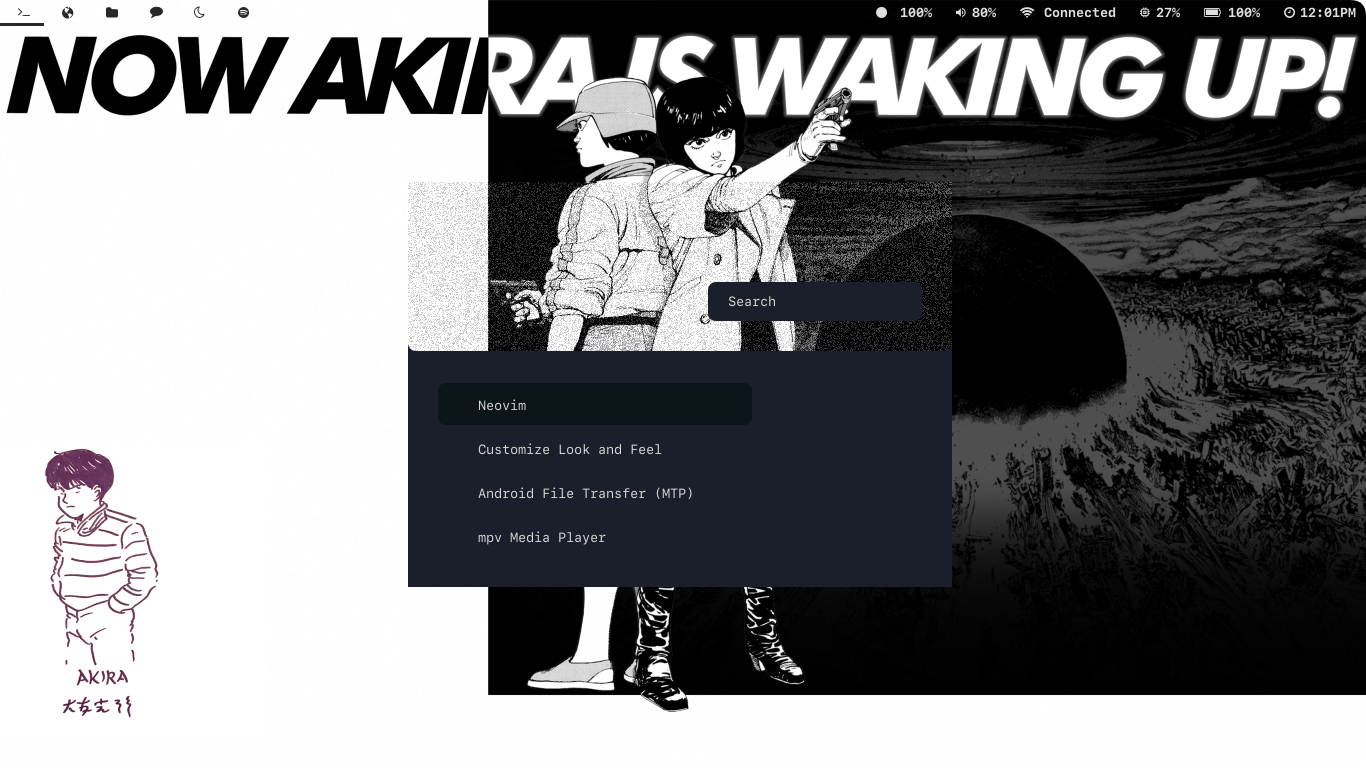 100%
80%
Connected
27%
100%
12:01PM
NOW AKIRA IS WAKING UP!
Search
Neovim
Customize Look and Feel
Android File Transfer (MTP)
mpv Media Player
AKIRA
大友克洋